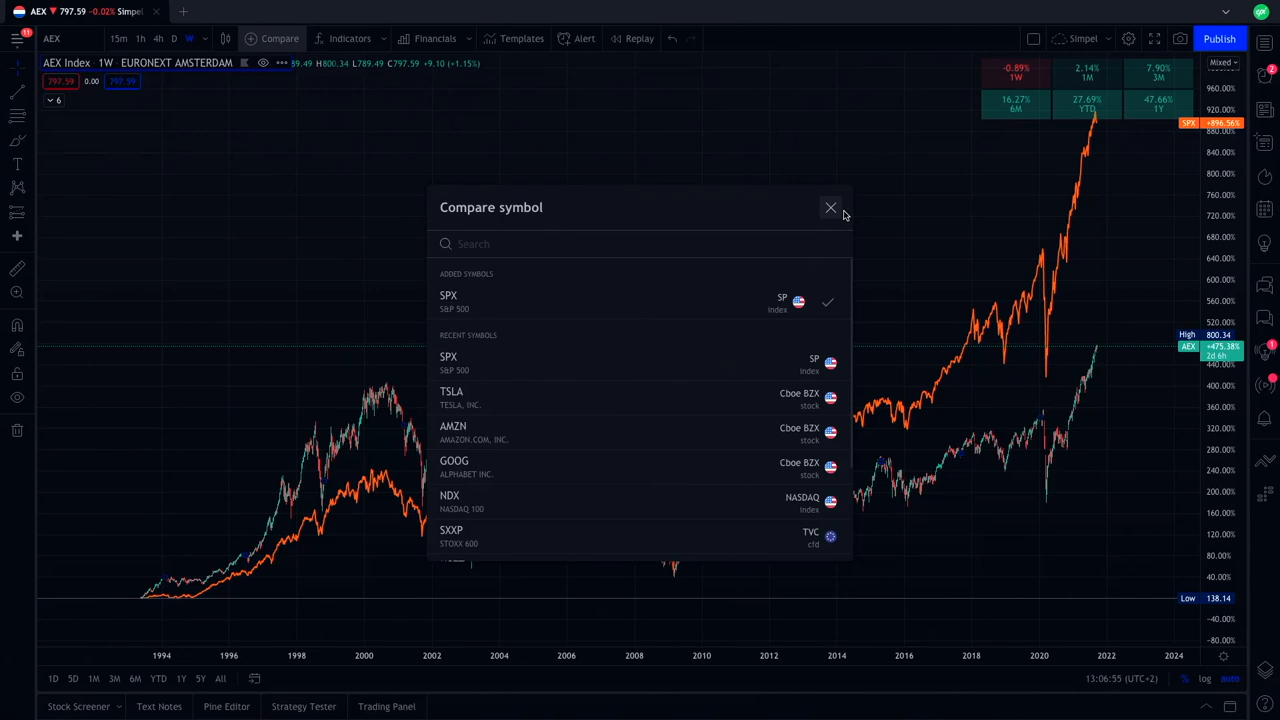 AEX ▼ 797.59 −0.02% Simpel
11
AEX
15m 1h 4h D W
Compare
Indicators
Financials
Templates
Alert
Replay
Simpel
Publish
AEX Index · 1W · EURONEXT AMSTERDAM
89.49 H800.34 L789.49 C797.59 +9.10 (+1.15%)
797.59 0.00 797.59
6
Mixed
-0.89% 2.14% 7.90%
1W 1M 3M
16.27% 27.69% 47.66%
6M YTD 1Y
960.00%
920.00%
SPX +896.56%
880.00%
840.00%
800.00%
760.00%
720.00%
680.00%
640.00%
600.00%
560.00%
520.00%
High 800.34
AEX +475.38%
2d 6h
440.00%
400.00%
360.00%
320.00%
280.00%
240.00%
200.00%
160.00%
120.00%
80.00%
40.00%
Low 138.14
−40.00%
−80.00%
2
1
Compare symbol
Search
ADDED SYMBOLS
SPX SP
S&P 500 index
RECENT SYMBOLS
SPX SP
S&P 500 index
TSLA Cboe BZX
TESLA, INC. stock
AMZN Cboe BZX
AMAZON.COM, INC. stock
GOOG Cboe BZX
ALPHABET INC. stock
NDX NASDAQ
NASDAQ 100 index
SXXP TVC
STOXX 600 cfd
1994 1996 1998 2000 2002 2004 2006 2008 2010 2012 2014 2016 2018 2020 2022 2024
1D 5D 1M 3M 6M YTD 1Y 5Y All
13:06:55 (UTC+2)
% log auto
Stock Screener
Text Notes
Pine Editor
Strategy Tester
Trading Panel